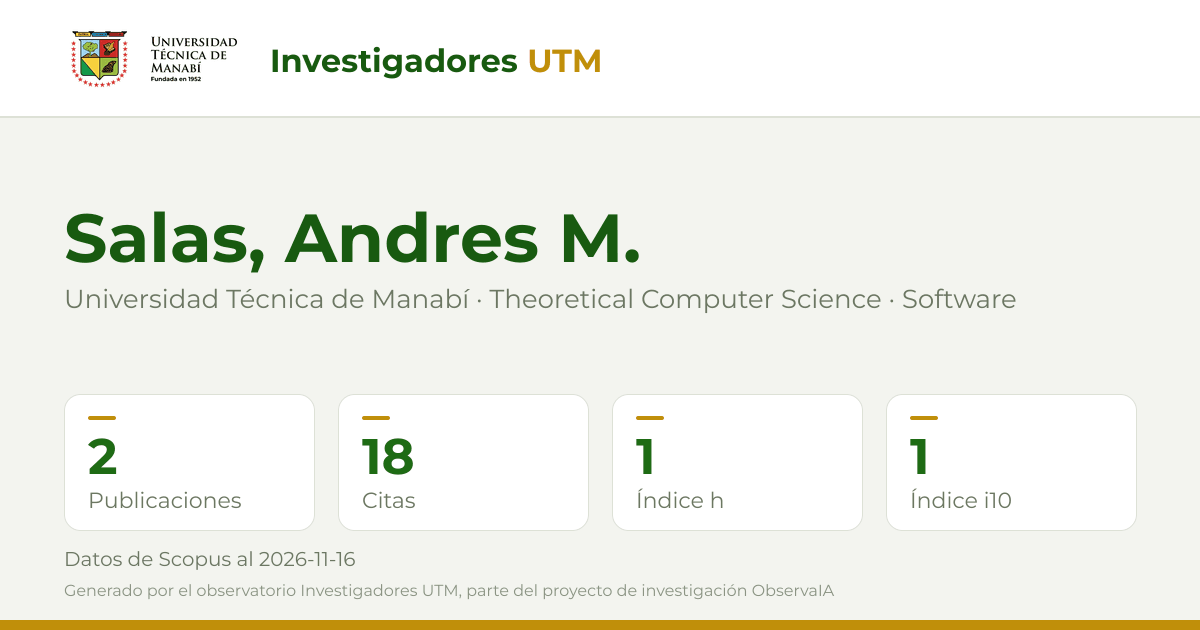 UNIVERSIDAD
TÉCNICA DE
MANABÍ
Fundada en 1952
Investigadores UTM
Salas, Andres M.
Universidad Técnica de Manabí · Theoretical Computer Science · Software
2
Publicaciones
18
Citas
1
Índice h
1
Índice i10
Datos de Scopus al 2026-11-16
Generado por el observatorio Investigadores UTM, parte del proyecto de investigación ObservaIA